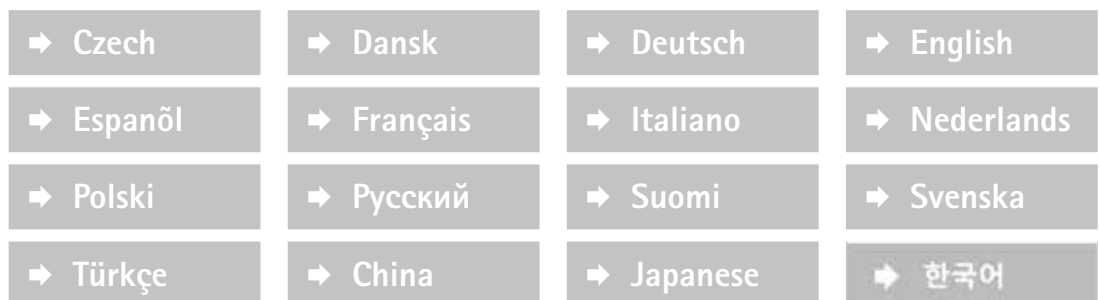 ➡ Czech ➡ Dansk ➡ Deutsch ➡ English
➡ Espanõl ➡ Français ➡ Italiano ➡ Nederlands
➡ Polski ➡ Русский ➡ Suomi ➡ Svenska
➡ Türkçe ➡ China ➡ Japanese ➡ 한국어